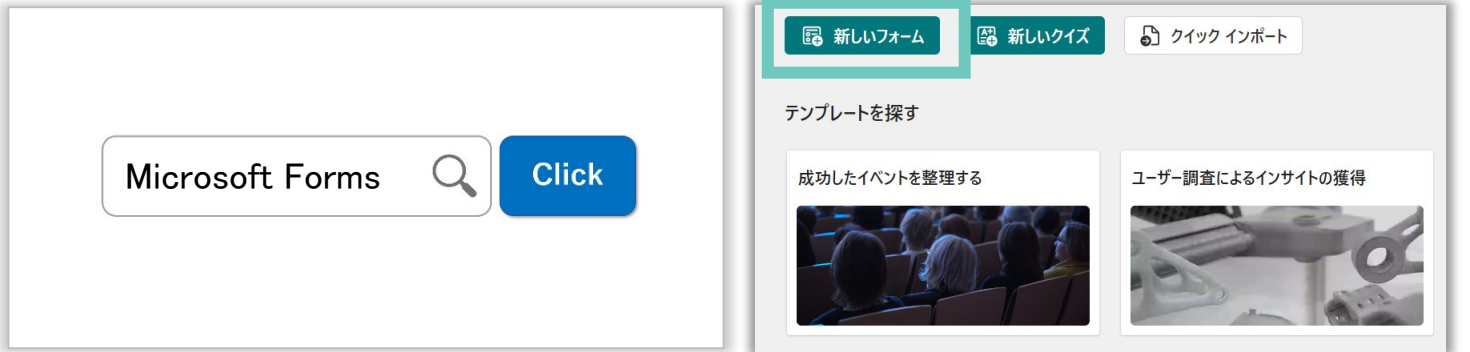 Microsoft Forms
Click
新しいフォーム
新しいクイズ
クイック インポート
テンプレートを探す
成功したイベントを整理する
ユーザー調査によるインサイトの獲得